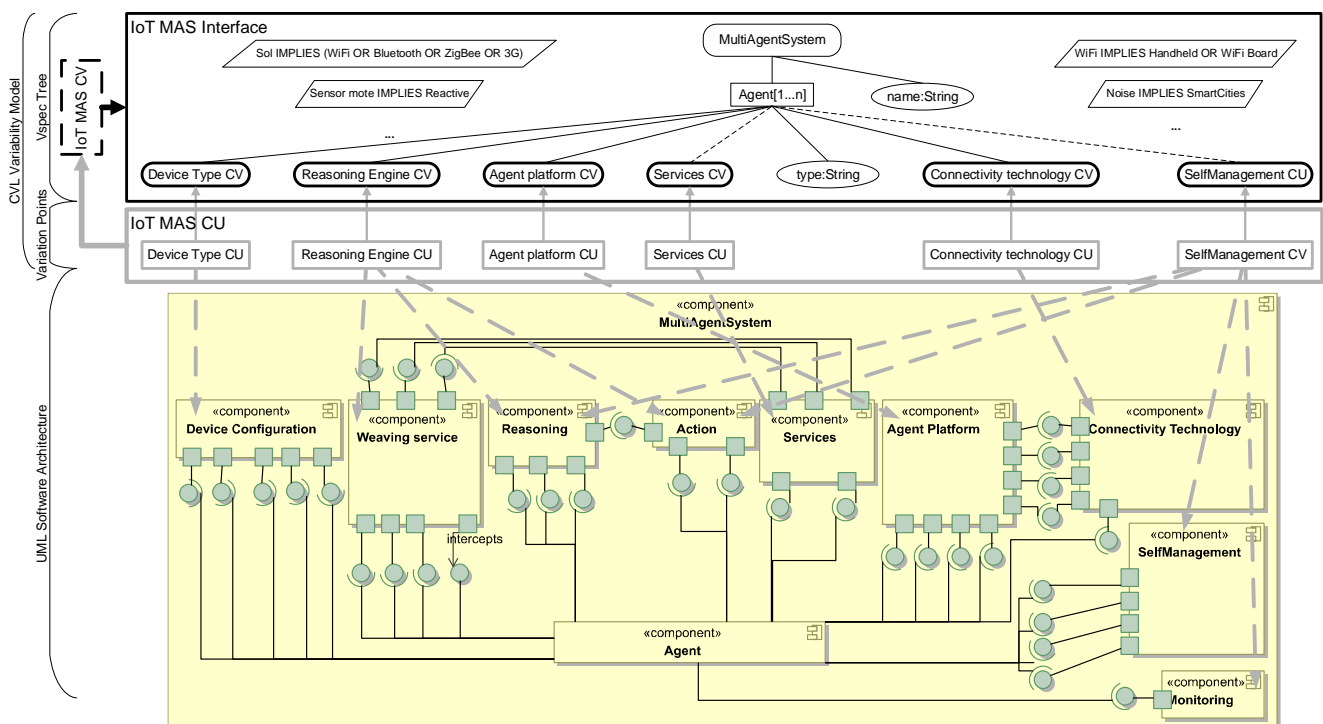 CVL Variability Model
Vspec Tree
Variation Points
UML Software Architecture
IoT MAS CV
IoT MAS Interface
Sol IMPLIES (WiFi OR Bluetooth OR ZigBee OR 3G)
MultiAgentSystem
WiFi IMPLIES Handheld OR WiFi Board
Sensor mote IMPLIES Reactive
Agent[1...n]
name:String
Noise IMPLIES SmartCities
...
...
Device Type CV
Reasoning Engine CV
Agent platform CV
Services CV
type:String
Connectivity technology CV
SelfManagement CU
IoT MAS CU
Device Type CU
Reasoning Engine CU
Agent platform CU
Services CU
Connectivity technology CU
SelfManagement CV
«component»
MultiAgentSystem
«component»
Device Configuration
«component»
Weaving service
«component»
Reasoning
«component»
Action
«component»
Services
«component»
Agent Platform
«component»
Connectivity Technology
intercepts
«component»
SelfManagement
«component»
Agent
«component»
Monitoring